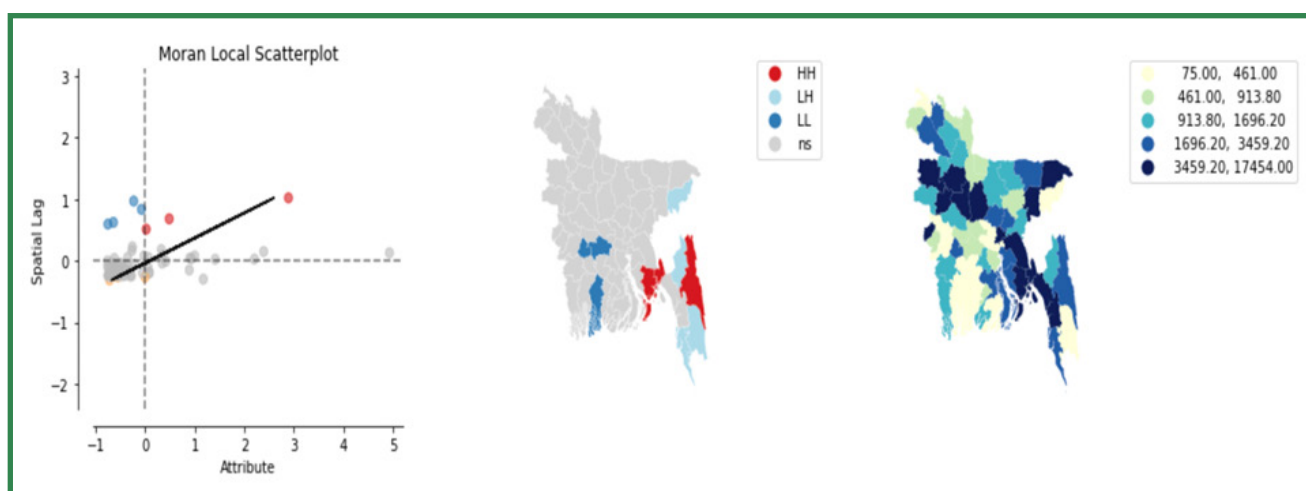 Moran Local Scatterplot
3
2
1
0
−1
−2
Spatial Lag
−1 0 1 2 3 4 5
Attribute
HH
LH
LL
ns
75.00, 461.00
461.00, 913.80
913.80, 1696.20
1696.20, 3459.20
3459.20, 17454.00